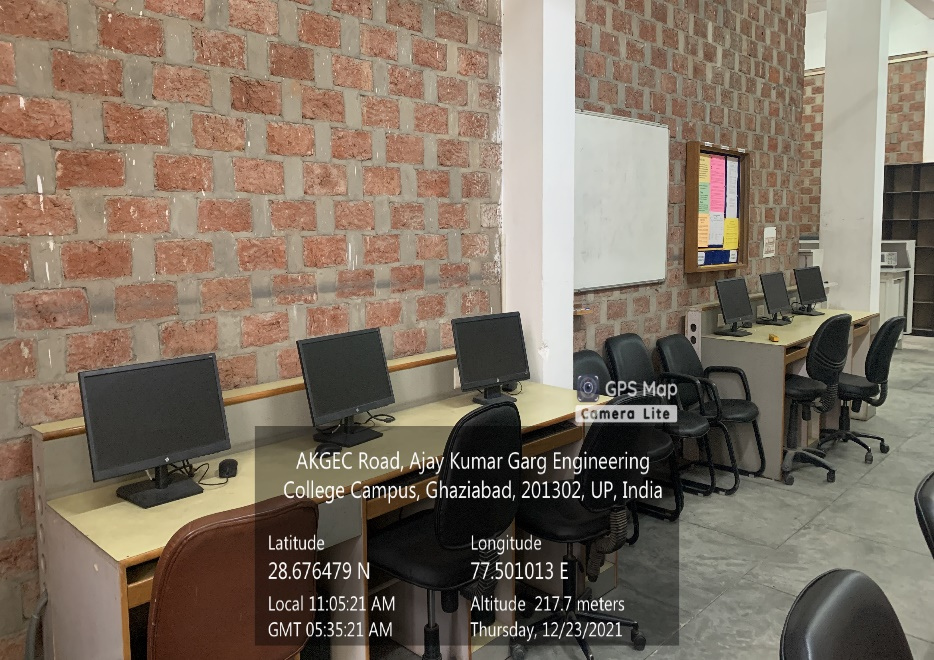 GPS Map
Camera Lite
AKGEC Road, Ajay Kumar Garg Engineering
College Campus, Ghaziabad, 201302, UP, India
Latitude
28.676479 N
Longitude
77.501013 E
Local 11:05:21 AM
GMT 05:35:21 AM
Altitude 217.7 meters
Thursday, 12/23/2021